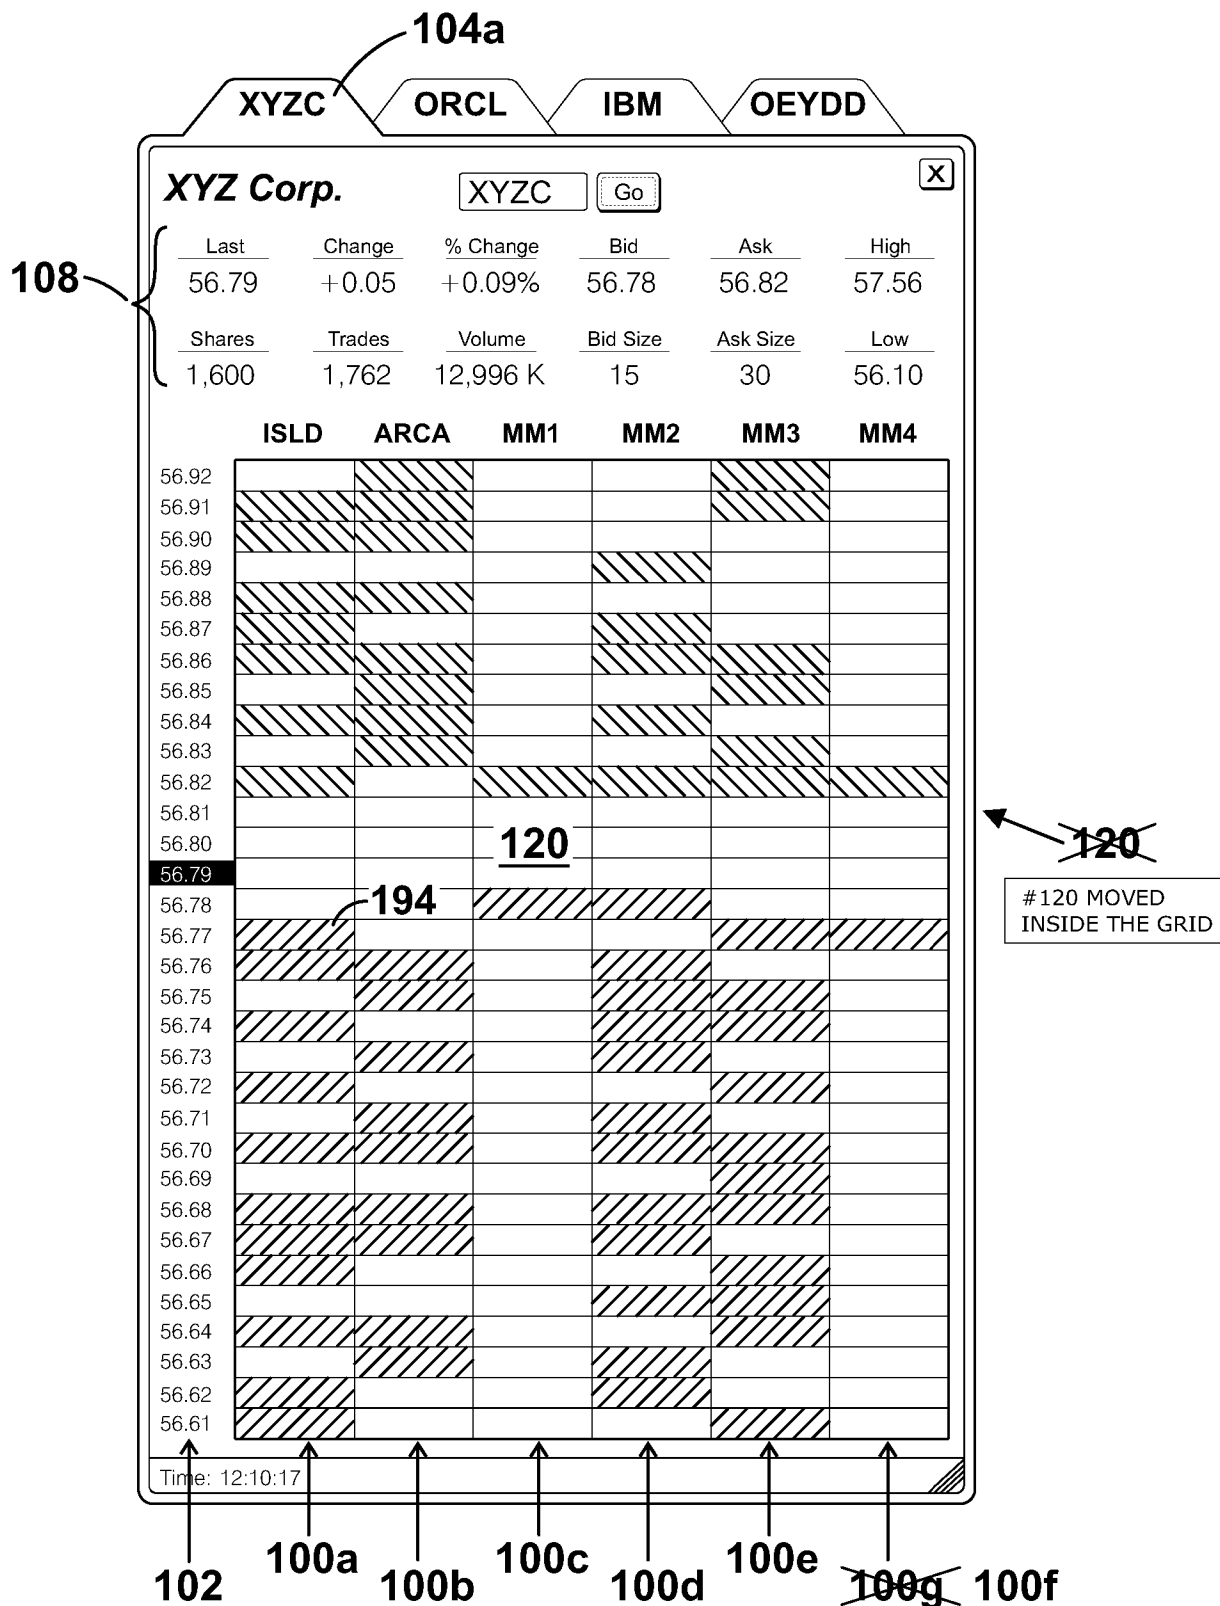 104a
XYZC ORCL IBM OEYDD
X
XYZ Corp. XYZC Go
Last Change % Change Bid Ask High
108
56.79 +0.05 +0.09% 56.78 56.82 57.56
Shares Trades Volume Bid Size Ask Size Low
1,600 1,762 12,996 K 15 30 56.10
ISLD ARCA MM1 MM2 MM3 MM4
56.92
56.91
56.90
56.89
56.88
56.87
56.86
56.85
56.84
56.83
56.82
56.81
56.80 120 120
56.79
56.78 194 #120 MOVED
56.77 INSIDE THE GRID
56.76
56.75
56.74
56.73
56.72
56.71
56.70
56.69
56.68
56.67
56.66
56.65
56.64
56.63
56.62
56.61
Time: 12:10:17
100a 100c 100e
102 100b 100d 100g 100f